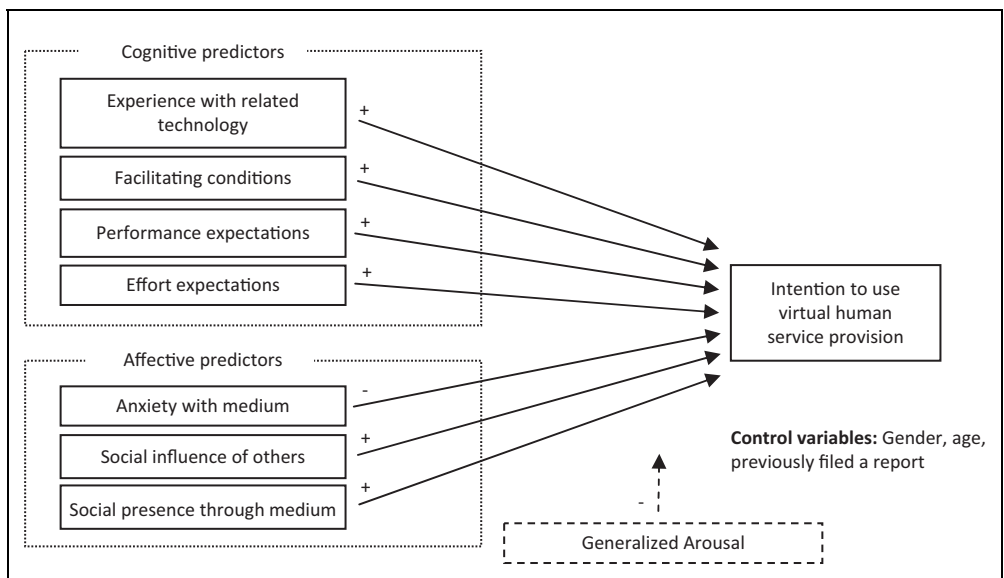 Cognitive predictors
Experience with related
technology
+
Facilitating conditions
+
Performance expectations
+
Effort expectations
+
Affective predictors
Anxiety with medium
-
Social influence of others
+
Social presence through medium
+
Intention to use
virtual human
service provision
Control variables: Gender, age,
previously filed a report
-
Generalized Arousal